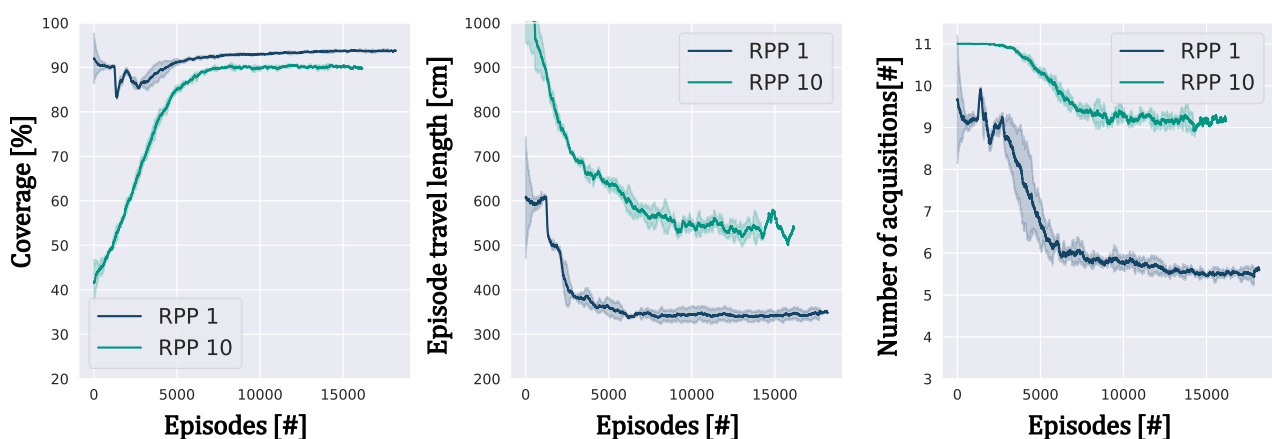 100
90
80
70
60
50
40
30
20
Coverage [%]
RPP 1
RPP 10
0 5000 10000 15000
Episodes [#]
1000
900
800
700
600
500
400
300
200
Episode travel length [cm]
RPP 1
RPP 10
0 5000 10000 15000
Episodes [#]
11
10
9
8
7
6
5
4
3
Number of acquisitions[#]
RPP 1
RPP 10
0 5000 10000 15000
Episodes [#]